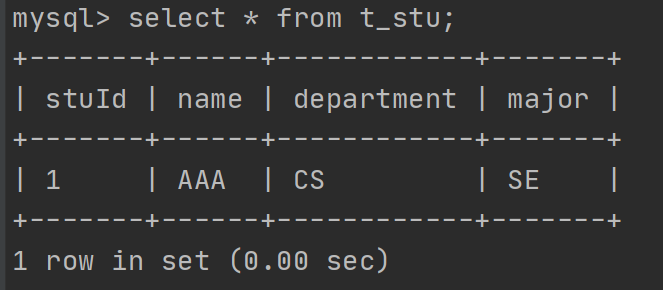 mysql> select * from t_stu;
+-------+------+------------+-------+
| stuId | name | department | major |
+-------+------+------------+-------+
| 1     | AAA  | CS         | SE    |
+-------+------+------------+-------+
1 row in set (0.00 sec)